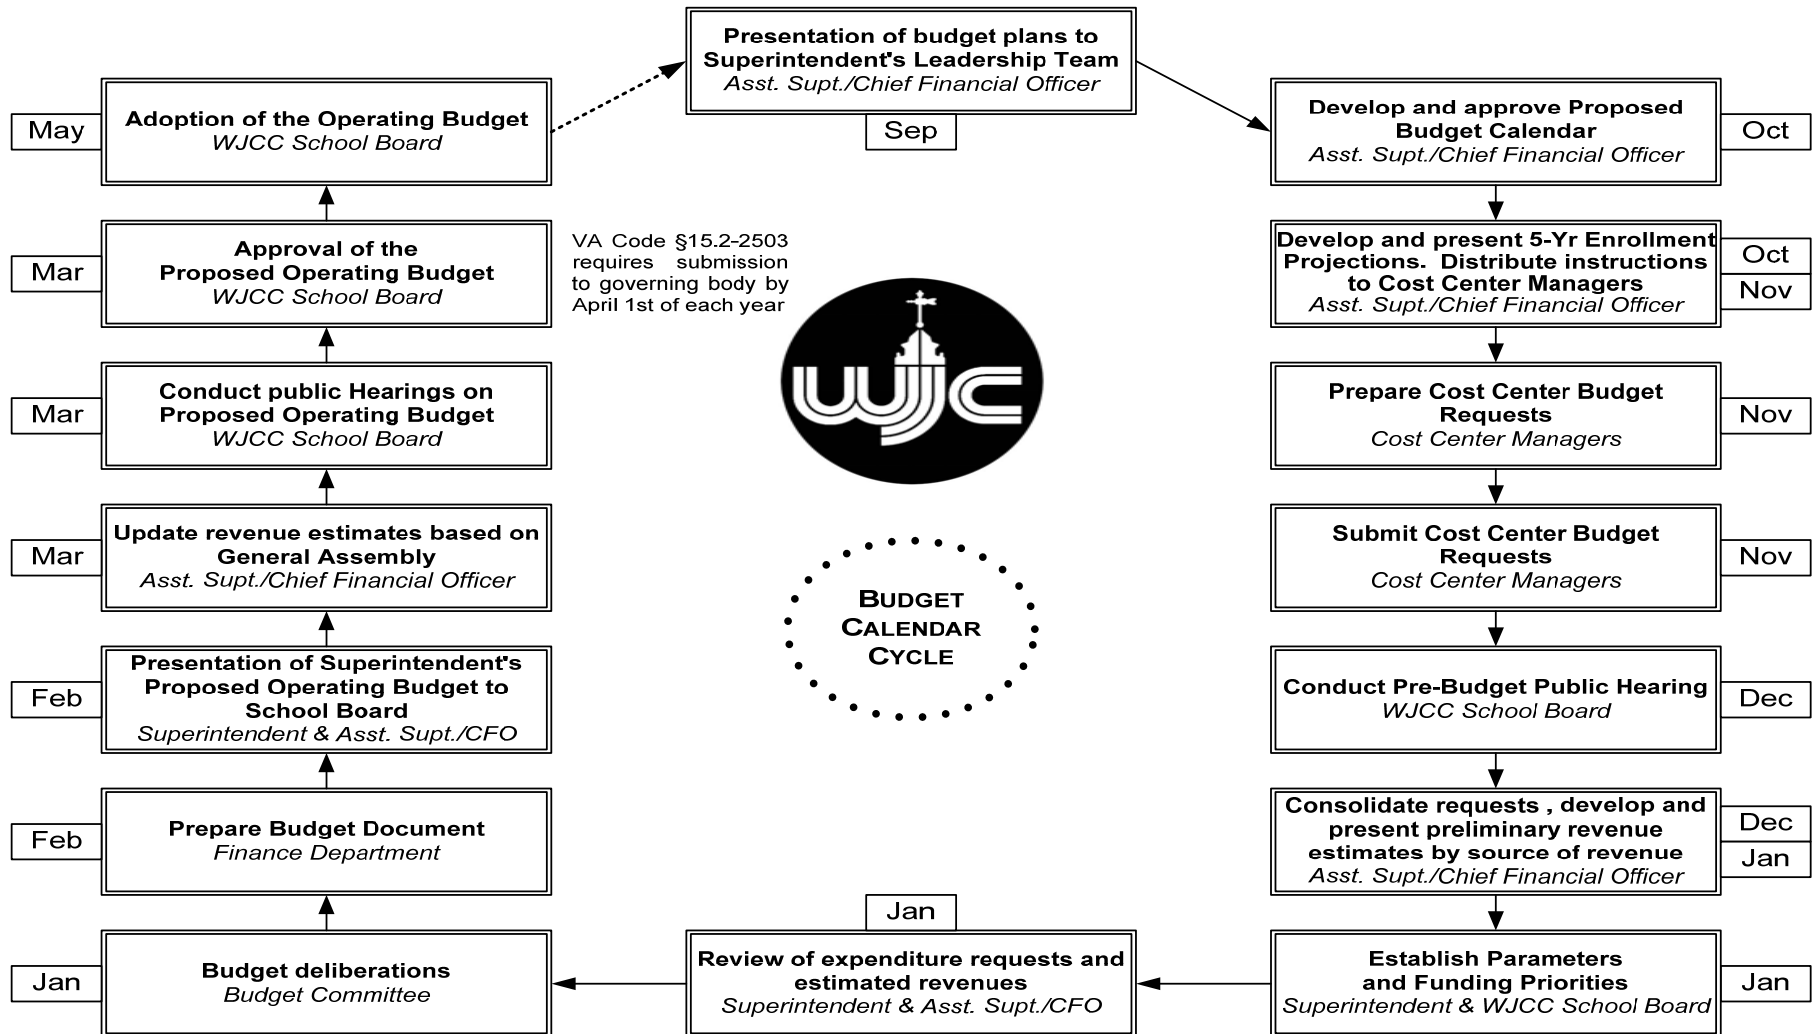 Presentation of budget plans to
Superintendent's Leadership Team
Asst. Supt./Chief Financial Officer
Sep
Develop and approve Proposed
Budget Calendar
Asst. Supt./Chief Financial Officer
Oct
Develop and present 5-Yr Enrollment
Projections. Distribute instructions
to Cost Center Managers
Asst. Supt./Chief Financial Officer
Oct
Nov
Prepare Cost Center Budget
Requests
Cost Center Managers
Nov
Submit Cost Center Budget
Requests
Cost Center Managers
Nov
Conduct Pre-Budget Public Hearing
WJCC School Board
Dec
Consolidate requests , develop and
present preliminary revenue
estimates by source of revenue
Asst. Supt./Chief Financial Officer
Dec
Jan
Establish Parameters
and Funding Priorities
Superintendent & WJCC School Board
Jan
Jan
Review of expenditure requests and
estimated revenues
Superintendent & Asst. Supt./CFO
Jan
Budget deliberations
Budget Committee
Feb
Prepare Budget Document
Finance Department
Feb
Presentation of Superintendent's
Proposed Operating Budget to
School Board
Superintendent & Asst. Supt./CFO
Mar
Update revenue estimates based on
General Assembly
Asst. Supt./Chief Financial Officer
Mar
Conduct public Hearings on
Proposed Operating Budget
WJCC School Board
Mar
Approval of the
Proposed Operating Budget
WJCC School Board
May
Adoption of the Operating Budget
WJCC School Board
VA Code §15.2-2503
requires submission
to governing body by
April 1st of each year
WJC
BUDGET
CALENDAR
CYCLE